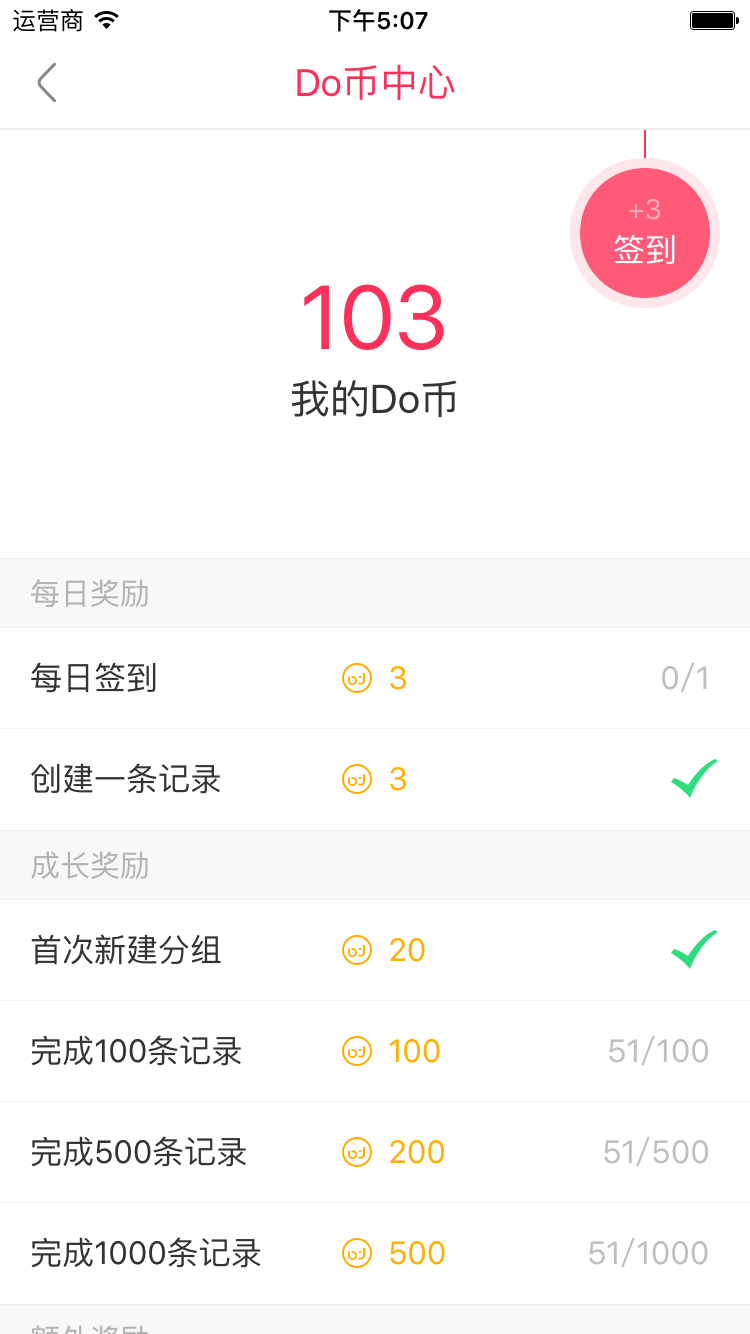 运营商
下午5:07
Do币中心
+3
签到
103
我的Do币
每日奖励
每日签到 3 0/1
创建一条记录 3
成长奖励
首次新建分组 20
完成100条记录 100 51/100
完成500条记录 200 51/500
完成1000条记录 500 51/1000
额外奖励